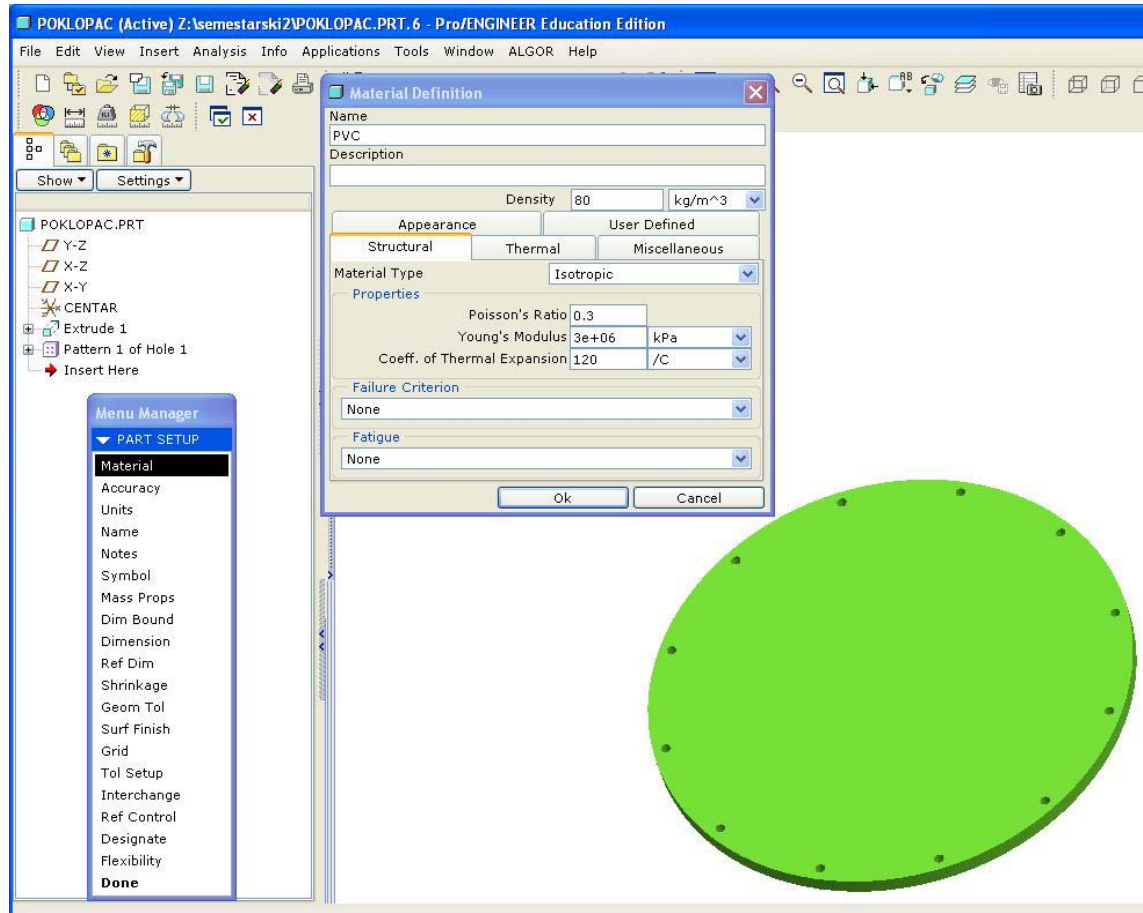 POKLOPAC (Active) Z:\semestarski2\POKLOPAC.PRT.6 - Pro/ENGINEER Education Edition
File Edit View Insert Analysis Info Applications Tools Window ALGOR Help
Show Settings
POKLOPAC.PRT
Y-Z
X-Z
X-Y
CENTAR
Extrude 1
Pattern 1 of Hole 1
Insert Here
Menu Manager
PART SETUP
Material
Accuracy
Units
Name
Notes
Symbol
Mass Props
Dim Bound
Dimension
Ref Dim
Shrinkage
Geom Tol
Surf Finish
Grid
Tol Setup
Interchange
Ref Control
Designate
Flexibility
Done
Material Definition
Name
PVC
Description
Density 80 kg/m^3
Appearance User Defined
Structural Thermal Miscellaneous
Material Type Isotropic
Properties
Poisson's Ratio 0.3
Young's Modulus 3e+06 kPa
Coeff. of Thermal Expansion 120 /C
Failure Criterion
None
Fatigue
None
Ok Cancel